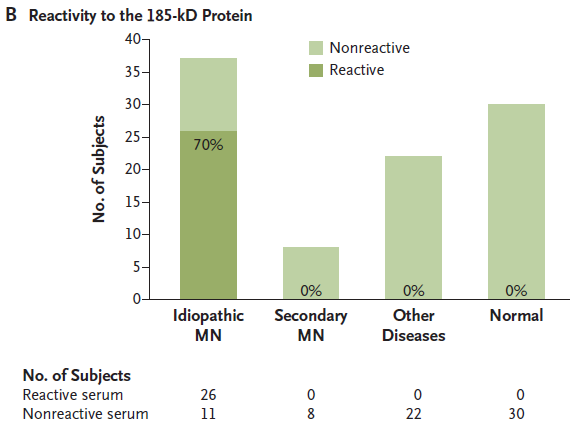 B Reactivity to the 185-kD Protein
40
35
30
25
20
15
10
5
0
No. of Subjects
Nonreactive
Reactive
70%
0%
0%
0%
Idiopathic MN
Secondary MN
Other Diseases
Normal
No. of Subjects
Reactive serum 26 0 0 0
Nonreactive serum 11 8 22 30